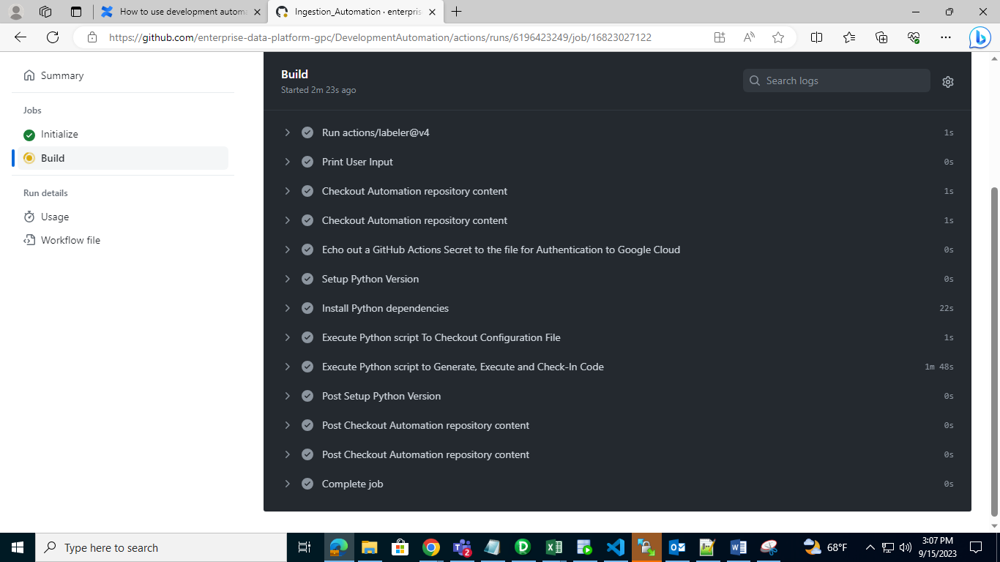 How to use development automa
Ingestion_Automation · enterpris
https://github.com/enterprise-data-platform-gpc/DevelopmentAutomation/actions/runs/6196423249/job/16823027122
Summary
Jobs
Initialize
Build
Run details
Usage
Workflow file
Build
Started 2m 23s ago
Search logs
Run actions/labeler@v4 1s
Print User Input 0s
Checkout Automation repository content 1s
Checkout Automation repository content 1s
Echo out a GitHub Actions Secret to the file for Authentication to Google Cloud 0s
Setup Python Version 0s
Install Python dependencies 22s
Execute Python script To Checkout Configuration File 1s
Execute Python script to Generate, Execute and Check-In Code 1m 48s
Post Setup Python Version 0s
Post Checkout Automation repository content 0s
Post Checkout Automation repository content 0s
Complete job 0s
Type here to search
2
68°F
3:07 PM
9/15/2023